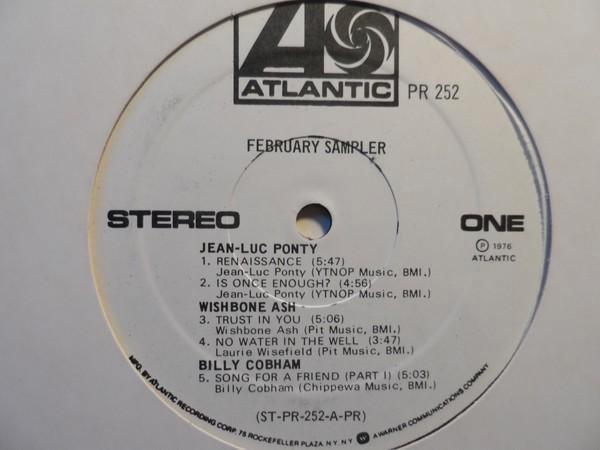 ATLANTIC PR 252
FEBRUARY SAMPLER
STEREO ONE
℗ 1976
ATLANTIC
JEAN-LUC PONTY
1. RENAISSANCE (5:47)
Jean-Luc Ponty (YTNOP Music, BMI.)
2. IS ONCE ENOUGH? (4:56)
Jean-Luc Ponty (YTNOP Music, BMI.)
WISHBONE ASH
3. TRUST IN YOU (5:06)
Wishbone Ash (Pit Music, BMI.)
4. NO WATER IN THE WELL (3:47)
Laurie Wisefield (Pit Music, BMI.)
BILLY COBHAM
5. SONG FOR A FRIEND (PART I) (5:03)
Billy Cobham (Chippewa Music, BMI.)
(ST-PR-252-A-PR)
MFG. BY ATLANTIC RECORDING CORP. 75 ROCKEFELLER PLAZA, N.Y. N.Y. A WARNER COMMUNICATIONS COMPANY